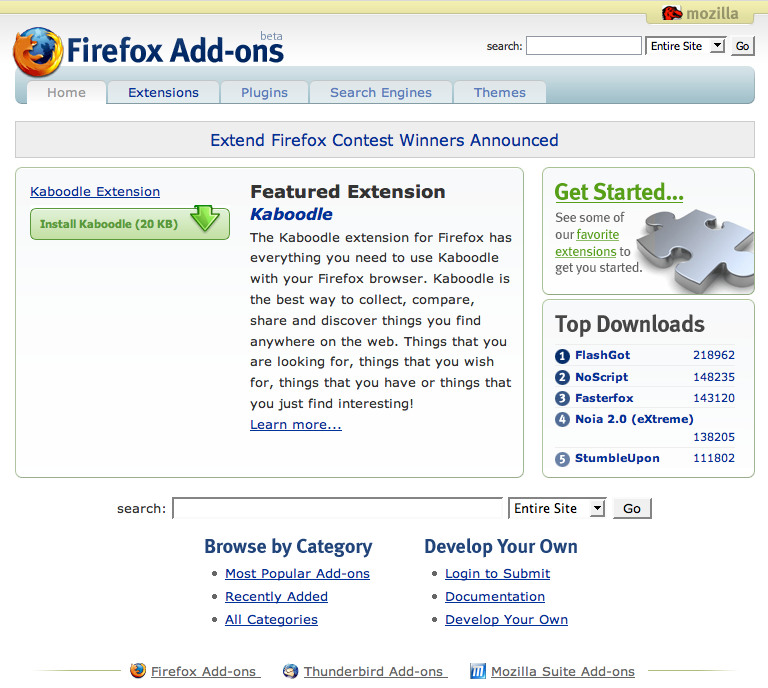 mozilla
beta
Firefox Add-ons
search: Entire Site Go
Home Extensions Plugins Search Engines Themes
Extend Firefox Contest Winners Announced
Kaboodle Extension
Install Kaboodle (20 KB)
Featured Extension
Kaboodle
The Kaboodle extension for Firefox has
everything you need to use Kaboodle
with your Firefox browser. Kaboodle is
the best way to collect, compare,
share and discover things you find
anywhere on the web. Things that you
are looking for, things that you wish
for, things that you have or things that
you just find interesting!
Learn more...
Get Started...
See some of
our favorite
extensions to
get you started.
Top Downloads
1 FlashGot 218962
2 NoScript 148235
3 Fasterfox 143120
4 Noia 2.0 (eXtreme)
138205
5 StumbleUpon 111802
search: Entire Site Go
Browse by Category
Most Popular Add-ons
Recently Added
All Categories
Develop Your Own
Login to Submit
Documentation
Develop Your Own
Firefox Add-ons Thunderbird Add-ons Mozilla Suite Add-ons